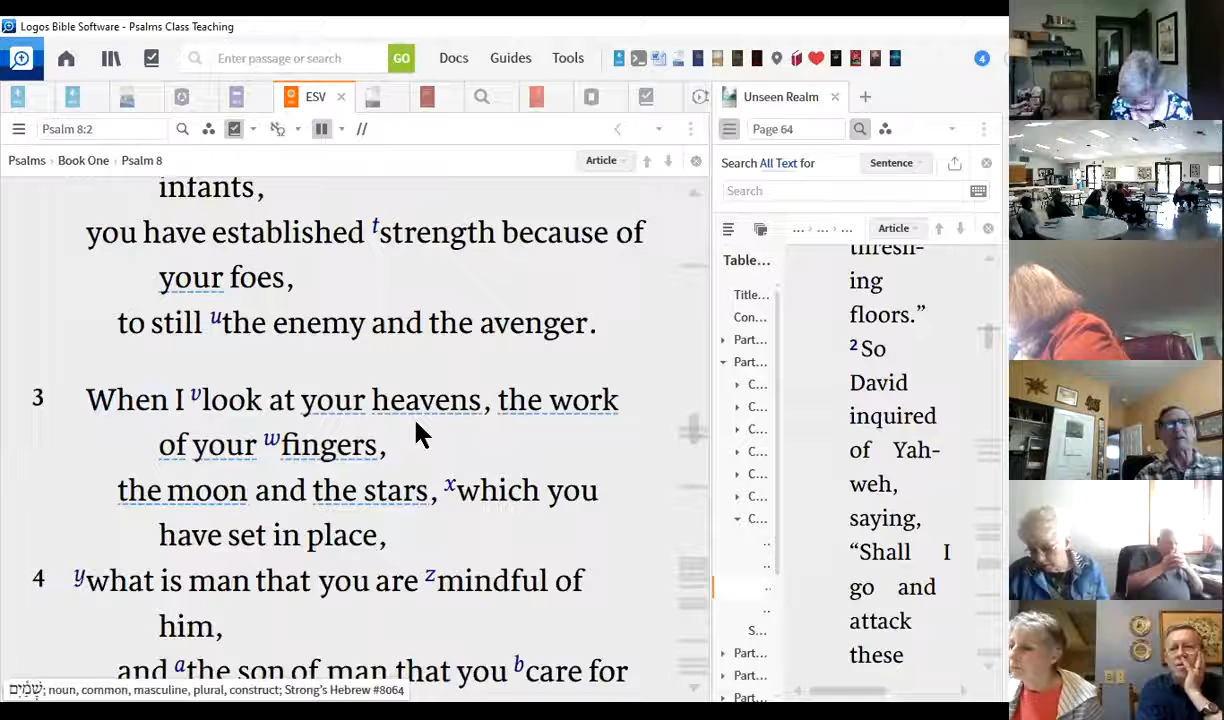 Logos Bible Software - Psalms Class Teaching
Enter passage or search
GO
Docs
Guides
Tools
4
ESV
Unseen Realm
Psalm 8:2
Page 64
Psalms › Book One › Psalm 8
Article
Search All Text for
Sentence
Search
... › ... › ...
Article
Table...
Title...
Con...
Part...
Part...
C...
C...
C...
C...
C...
C...
C...
..
..
..
..
S...
Part...
Part...
Part...
infants,
you have established ᵗstrength because of
your foes,
to still ᵘthe enemy and the avenger.
3 When I ᵛlook at your heavens, the work
of your ʷfingers,
the moon and the stars, ˣwhich you
have set in place,
4 ʸwhat is man that you are ᶻmindful of
him,
and ᵃthe son of man that you ᵇcare for
שָׁמַיִם; noun, common, masculine, plural, construct; Strong's Hebrew #8064
thresh-
ing
floors.”
2 So
David
inquired
of Yah-
weh,
saying,
“Shall I
go and
attack
these